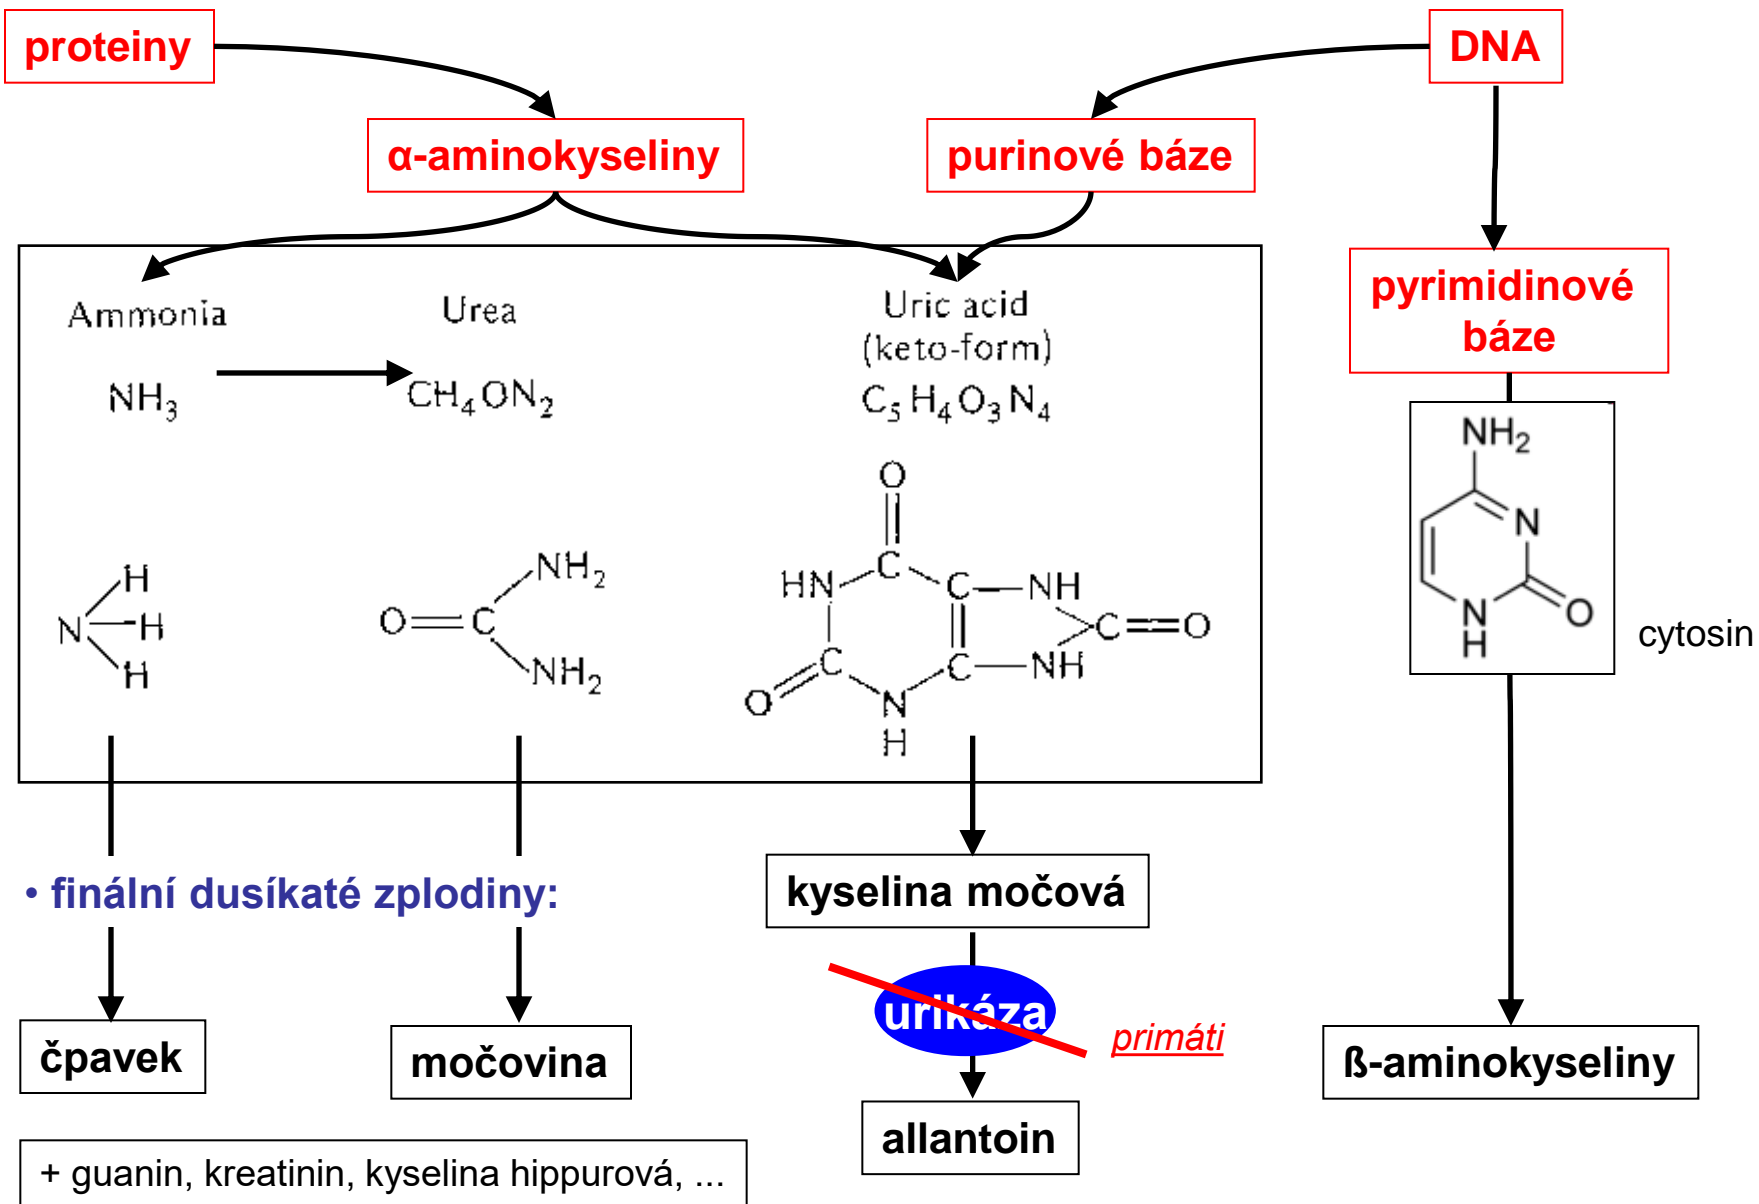 proteiny
DNA
α-aminokyseliny
purinové báze
pyrimidinové
báze
Ammonia
Urea
Uric acid
(keto-form)
NH3
CH4ON2
C5H4O3N4
NH2
N
N
H
O
cytosin
H
N
H
H
NH2
O
C
NH2
O
HN
C
C
NH
C
O
C
C
NH
O
N
H
• finální dusíkaté zplodiny:
kyselina močová
urikáza
primáti
čpavek
močovina
allantoin
ß-aminokyseliny
+ guanin, kreatinin, kyselina hippurová, ...